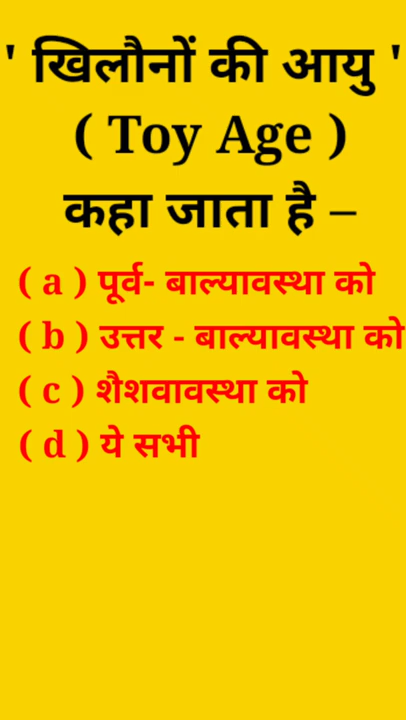 ' खिलौनों की आयु '
( Toy Age )
कहा जाता है –
( a ) पूर्व- बाल्यावस्था को
( b ) उत्तर - बाल्यावस्था को
( c ) शैशवावस्था को
( d ) ये सभी